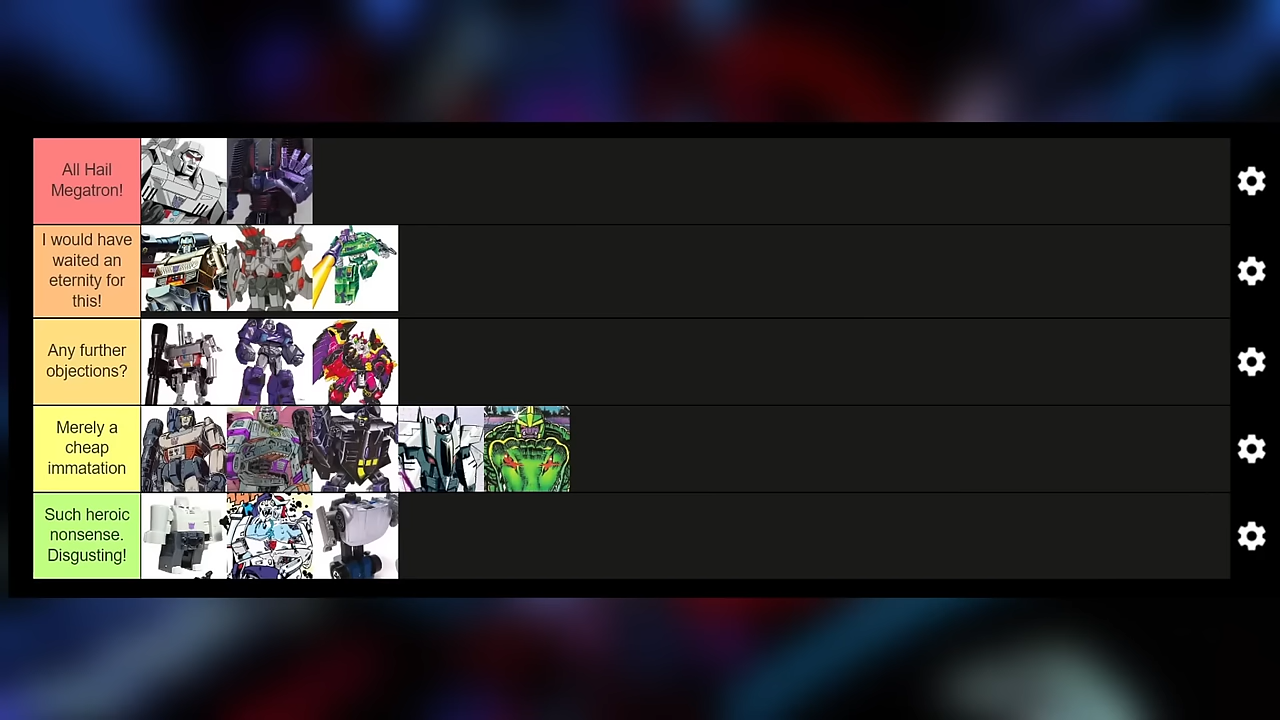 All Hail
Megatron!
I would have
waited an
eternity for
this!
Any further
objections?
Merely a
cheap
immatation
Such heroic
nonsense.
Disgusting!